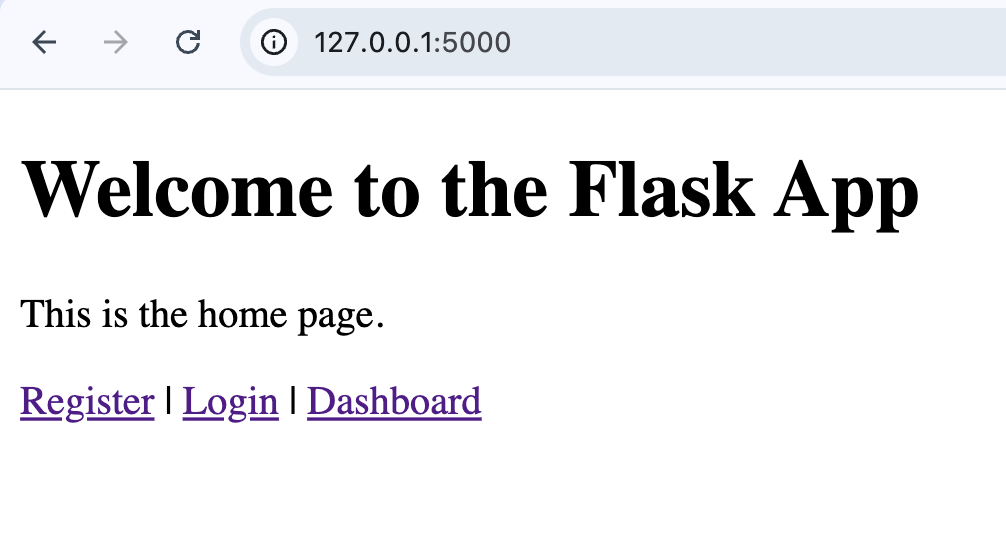 127.0.0.1:5000
Welcome to the Flask App
This is the home page.
Register | Login | Dashboard